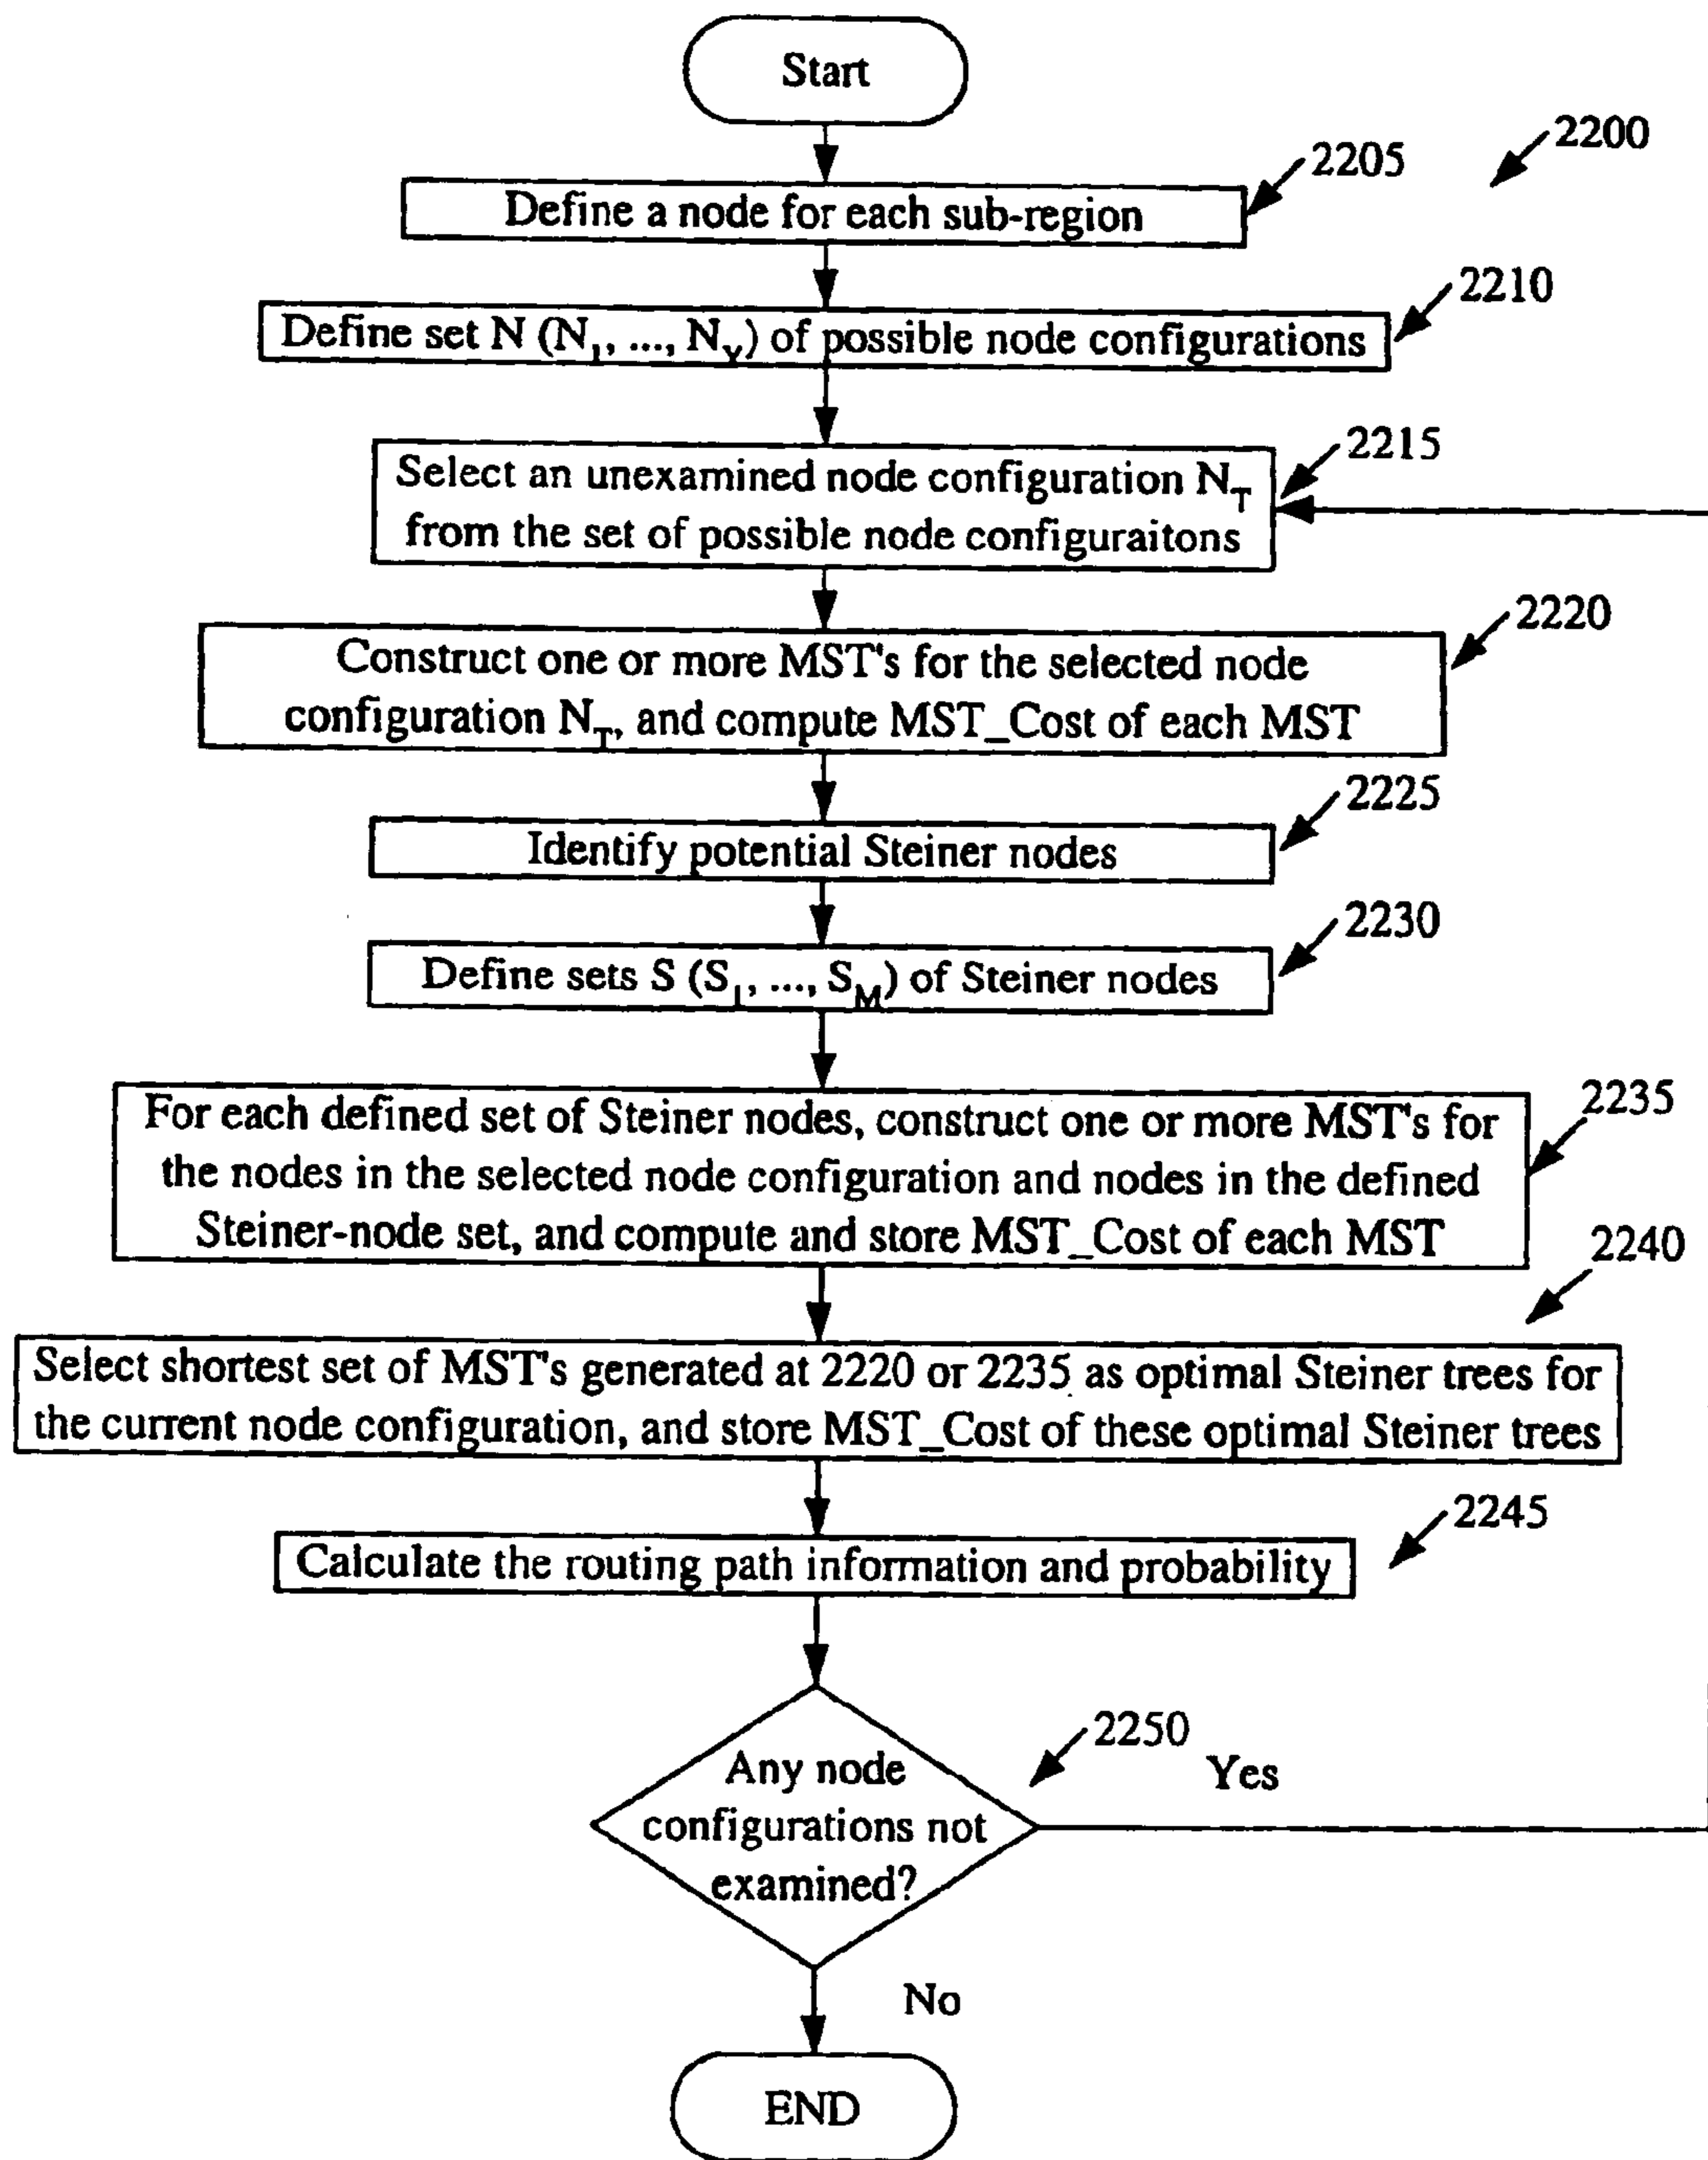 Start
2200
2205
Define a node for each sub-region
2210
Define set N (N1, ..., NY) of possible node configurations
2215
Select an unexamined node configuration NT
from the set of possible node configuraitons
2220
Construct one or more MST's for the selected node
configuration NT, and compute MST_Cost of each MST
2225
Identify potential Steiner nodes
2230
Define sets S (S1, ..., SM) of Steiner nodes
2235
For each defined set of Steiner nodes, construct one or more MST's for
the nodes in the selected node configuration and nodes in the defined
Steiner-node set, and compute and store MST_Cost of each MST
2240
Select shortest set of MST's generated at 2220 or 2235 as optimal Steiner trees for
the current node configuration, and store MST_Cost of these optimal Steiner trees
2245
Calculate the routing path information and probability
2250
Any node
configurations not
examined?
Yes
No
END